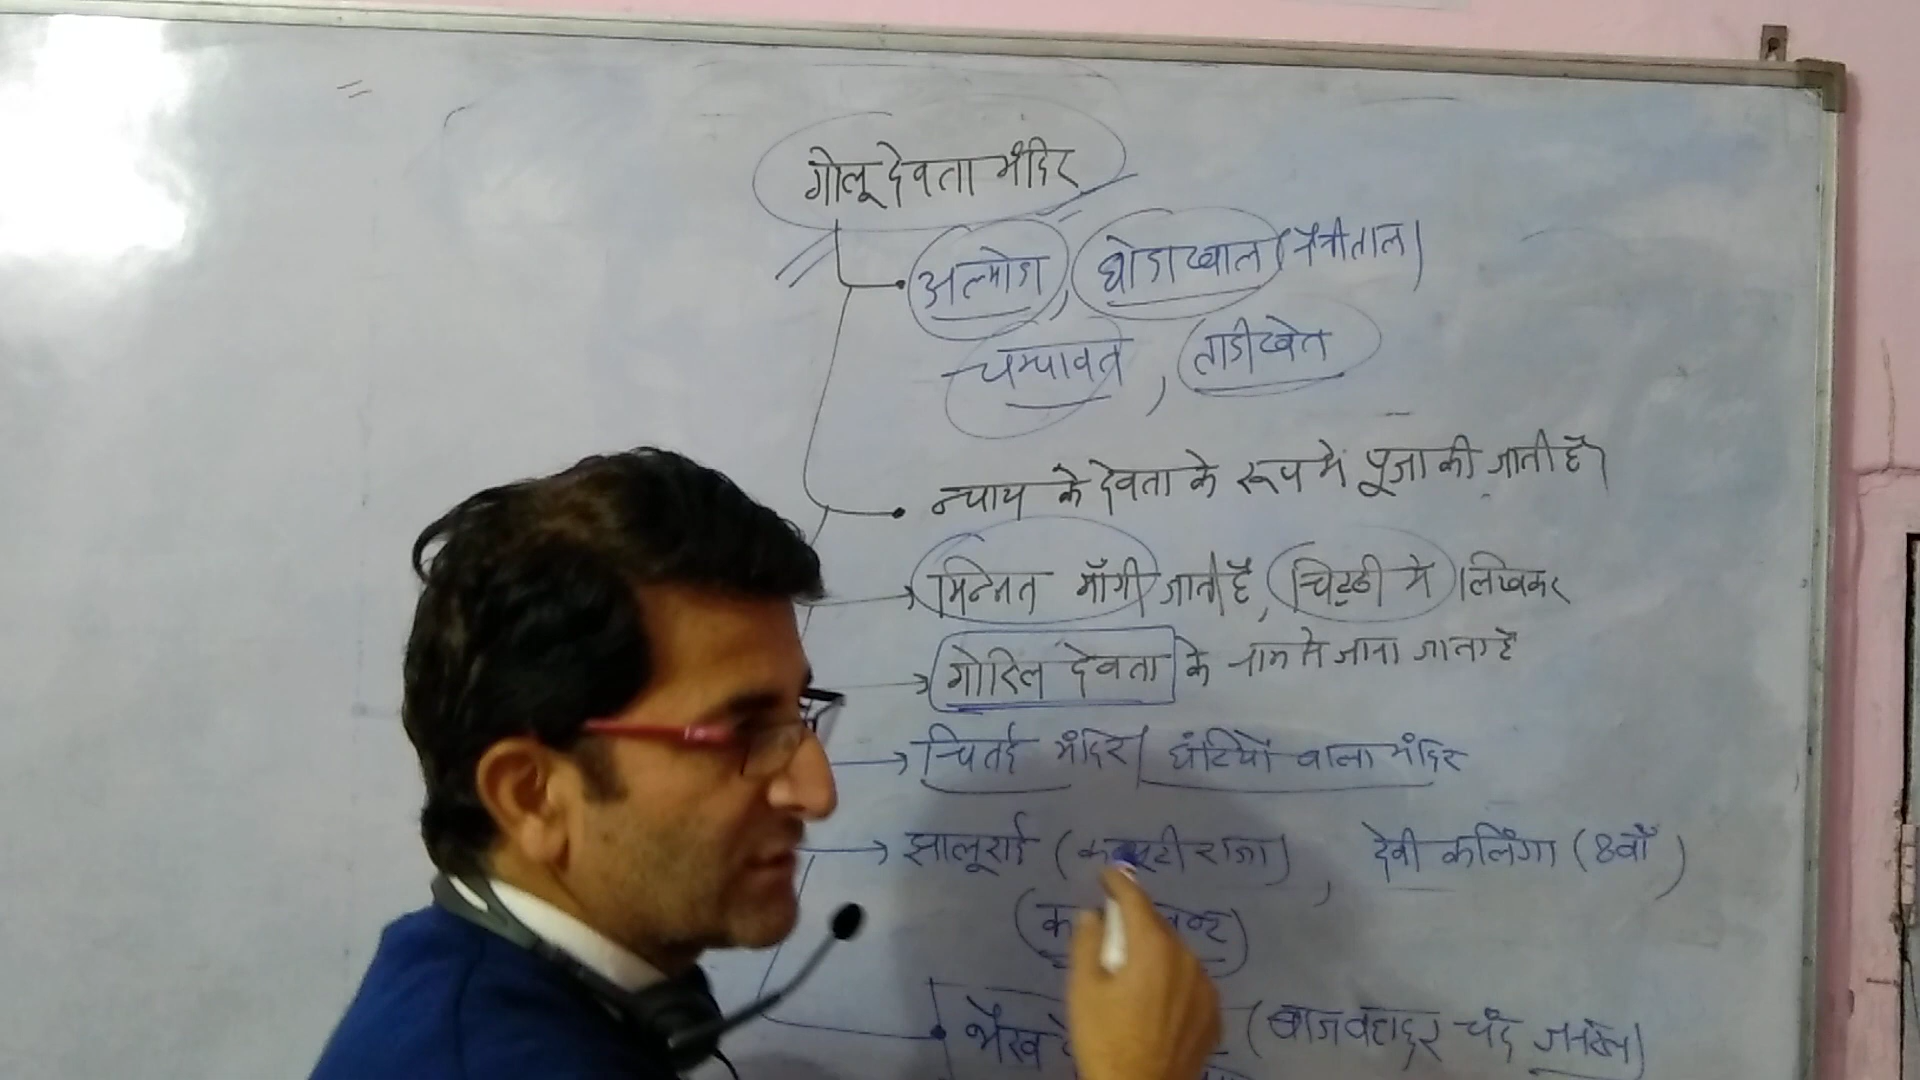 गोलू देवता मंदिर
अल्मोड़ा, घोडाखाल (नैनीताल)
चम्पावत, ताडीखेत
न्याय के देवता के रूप में पूजा की जाती है।
मिन्नत माँगी जाती है, चिट्ठी में लिखकर
गोरिल देवता के नाम से जाना जाता है
चितई मंदिर / घंटियों वाला मंदिर
झालूराई (कत्यूरी राजा), देवी कलिंगा (8वीं)
(बाजबहादुर चंद जनरल)